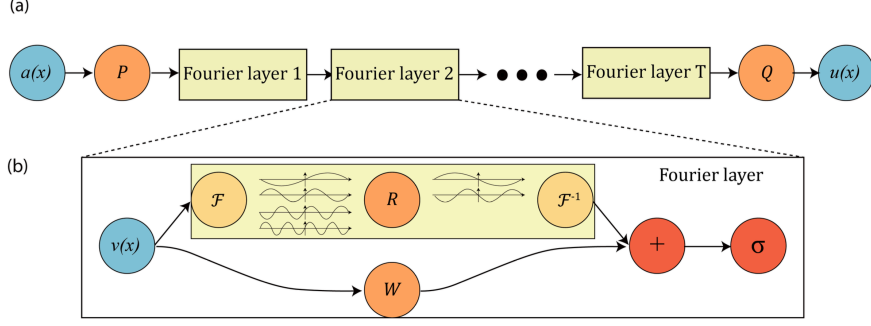 (a)
a(x) P Fourier layer 1 Fourier layer 2 Fourier layer T Q u(x)
(b)
Fourier layer
ℱ R ℱ⁻¹
v(x) + σ
W